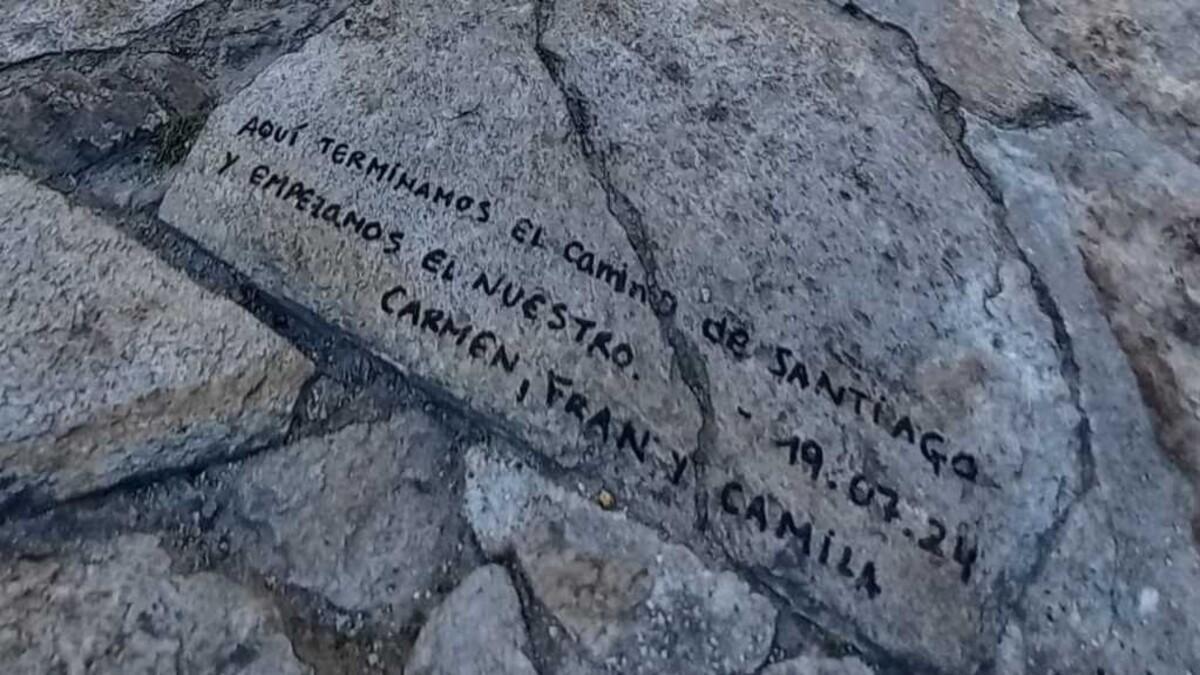 AQUÍ TERMINAMOS EL Camino de SANTIAGO
Y EMPEZAMOS EL NUESTRO. - 19.07.24
CARMEN, FRAN Y CAMILA